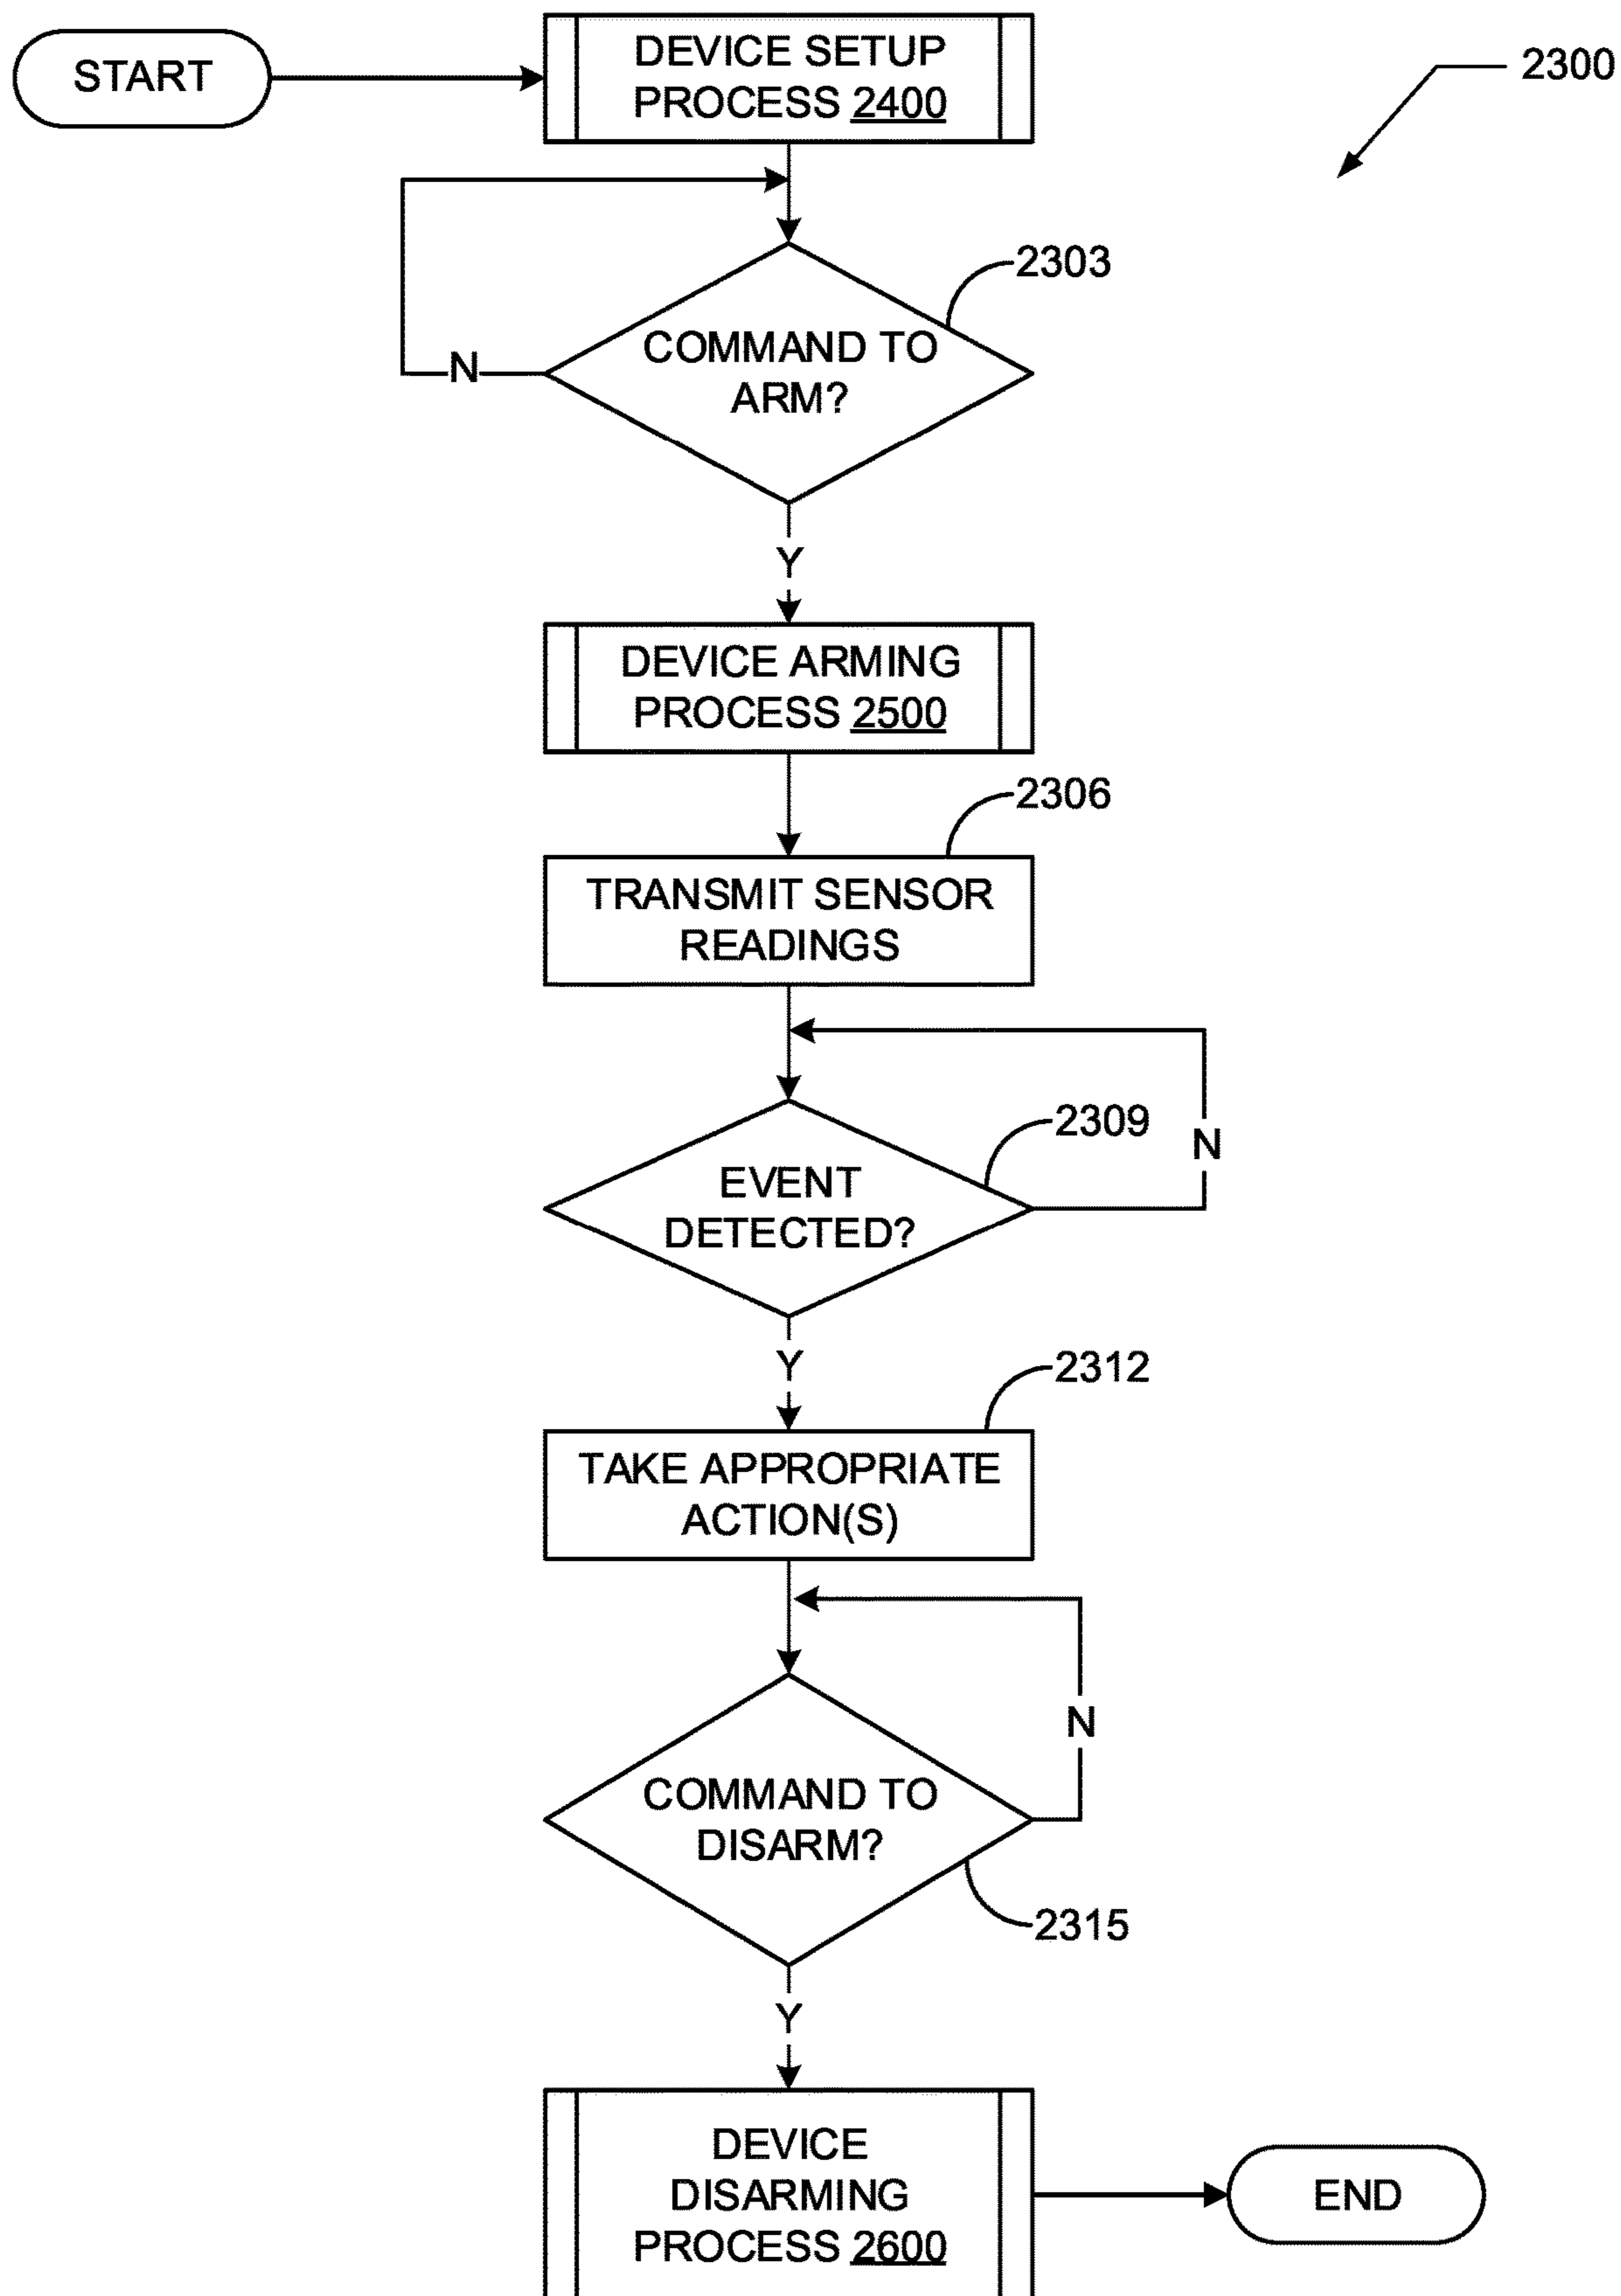 START
DEVICE SETUP
PROCESS 2400
2300
2303
COMMAND TO
ARM?
N
Y
DEVICE ARMING
PROCESS 2500
2306
TRANSMIT SENSOR
READINGS
2309
N
EVENT
DETECTED?
Y
2312
TAKE APPROPRIATE
ACTION(S)
N
COMMAND TO
DISARM?
2315
Y
DEVICE
DISARMING
PROCESS 2600
END